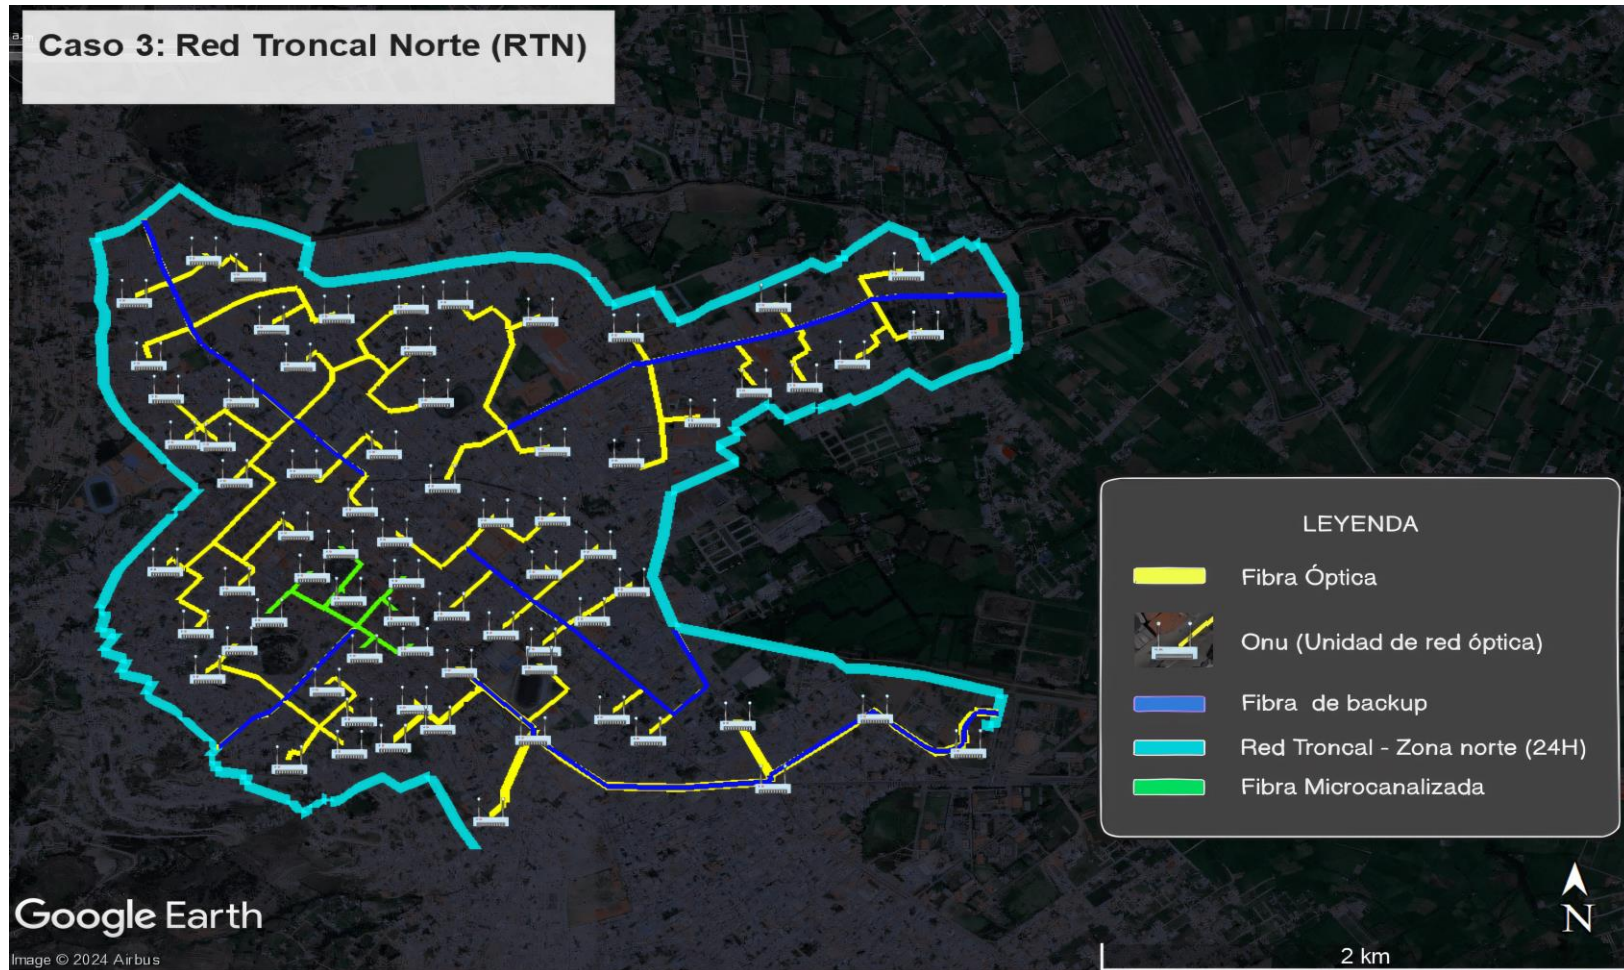 Caso 3: Red Troncal Norte (RTN)
LEYENDA
Fibra Óptica
Onu (Unidad de red óptica)
Fibra de backup
Red Troncal - Zona norte (24H)
Fibra Microcanalizada
Google Earth
N
Image © 2024 Airbus
2 km